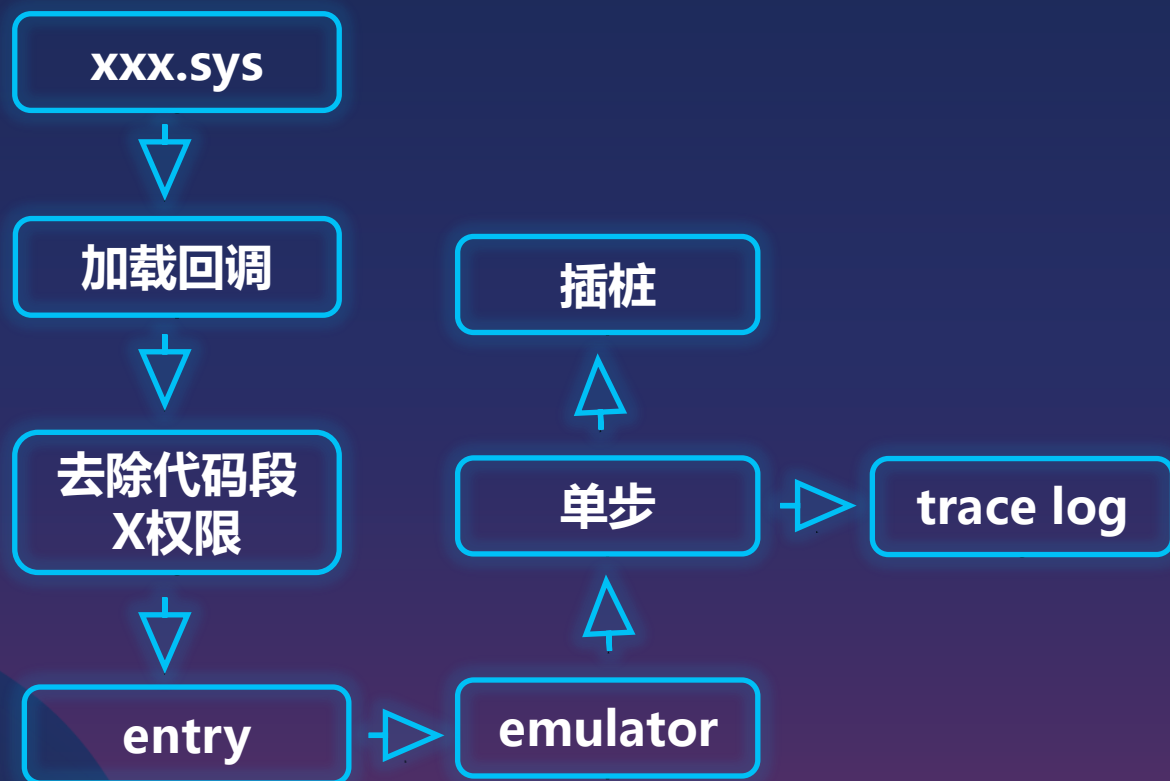 xxx.sys
加载回调
去除代码段
X权限
entry
emulator
单步
插桩
trace log